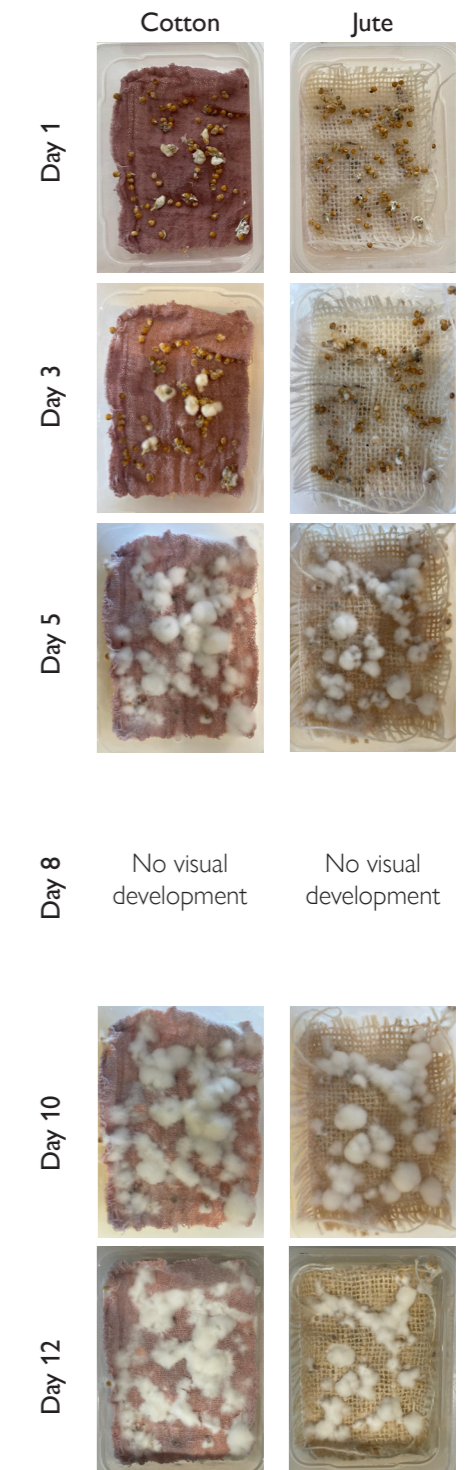 Cotton
Jute
Day 1
Day 3
Day 5
Day 8
No visual
development
No visual
development
Day 10
Day 12